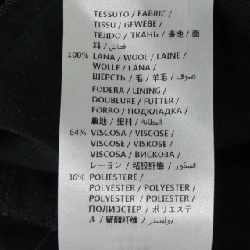 TESSUTO / FABRIC /
TISSU / GEWEBE /
TEJIDO / ТКАНЬ / 素地 / 面
料 / قماش /
100% LANA / WOOL / LAINE /
WOLLE / LANA /
ШЕРСТЬ / 毛 / 羊毛 / صوف /
FODERA / LINING /
DOUBLURE / FUTTER /
FORRO / ПОДКЛАДКА /
裏地 / 里料 /
64% VISCOSA / VISCOSE /
VISCOSE / VISKOSE /
VISCOSA / ВИСКОЗА /
レーヨン / 粘胶纤维 /
36% POLIESTERE /
POLYESTER / POLYESTER /
POLYESTER / POLIÉSTER /
ПОЛИЭСТЕР / ポリエステ
ル / 聚酯纤维 / بوليستر